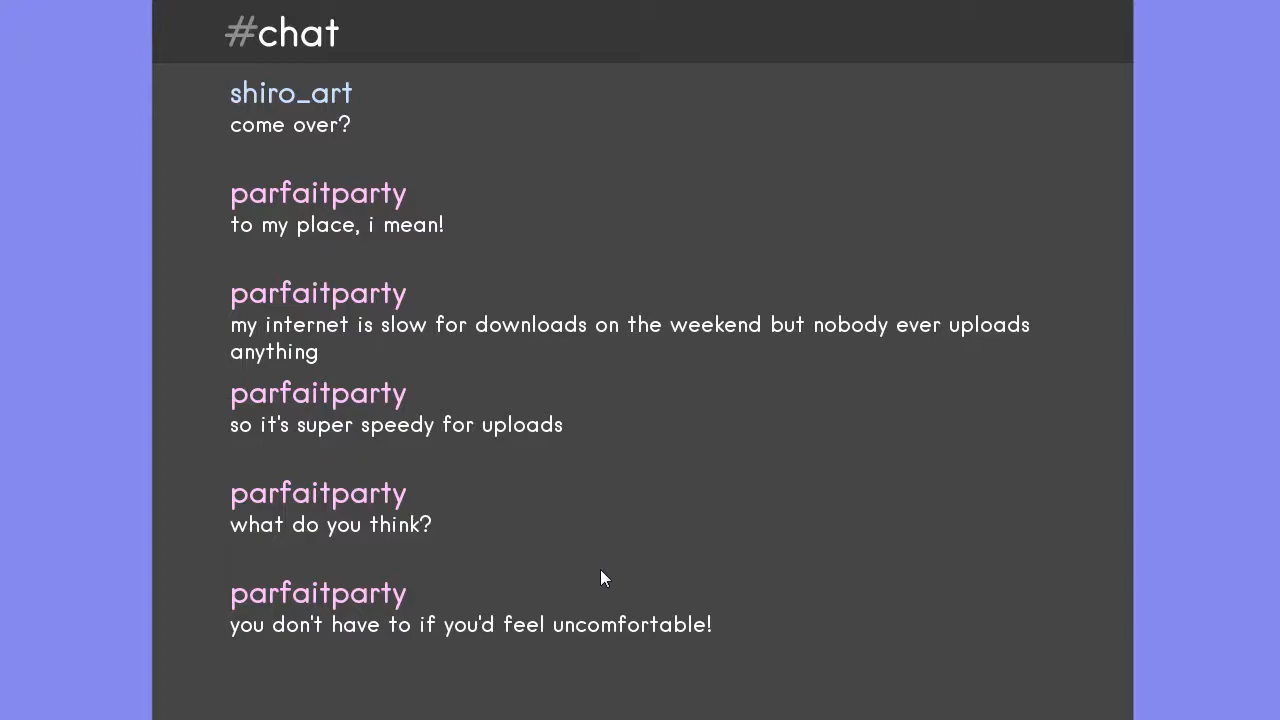 #chat
shiro_art
come over?
parfaitparty
to my place, i mean!
parfaitparty
my internet is slow for downloads on the weekend but nobody ever uploads
anything
parfaitparty
so it's super speedy for uploads
parfaitparty
what do you think?
parfaitparty
you don't have to if you'd feel uncomfortable!